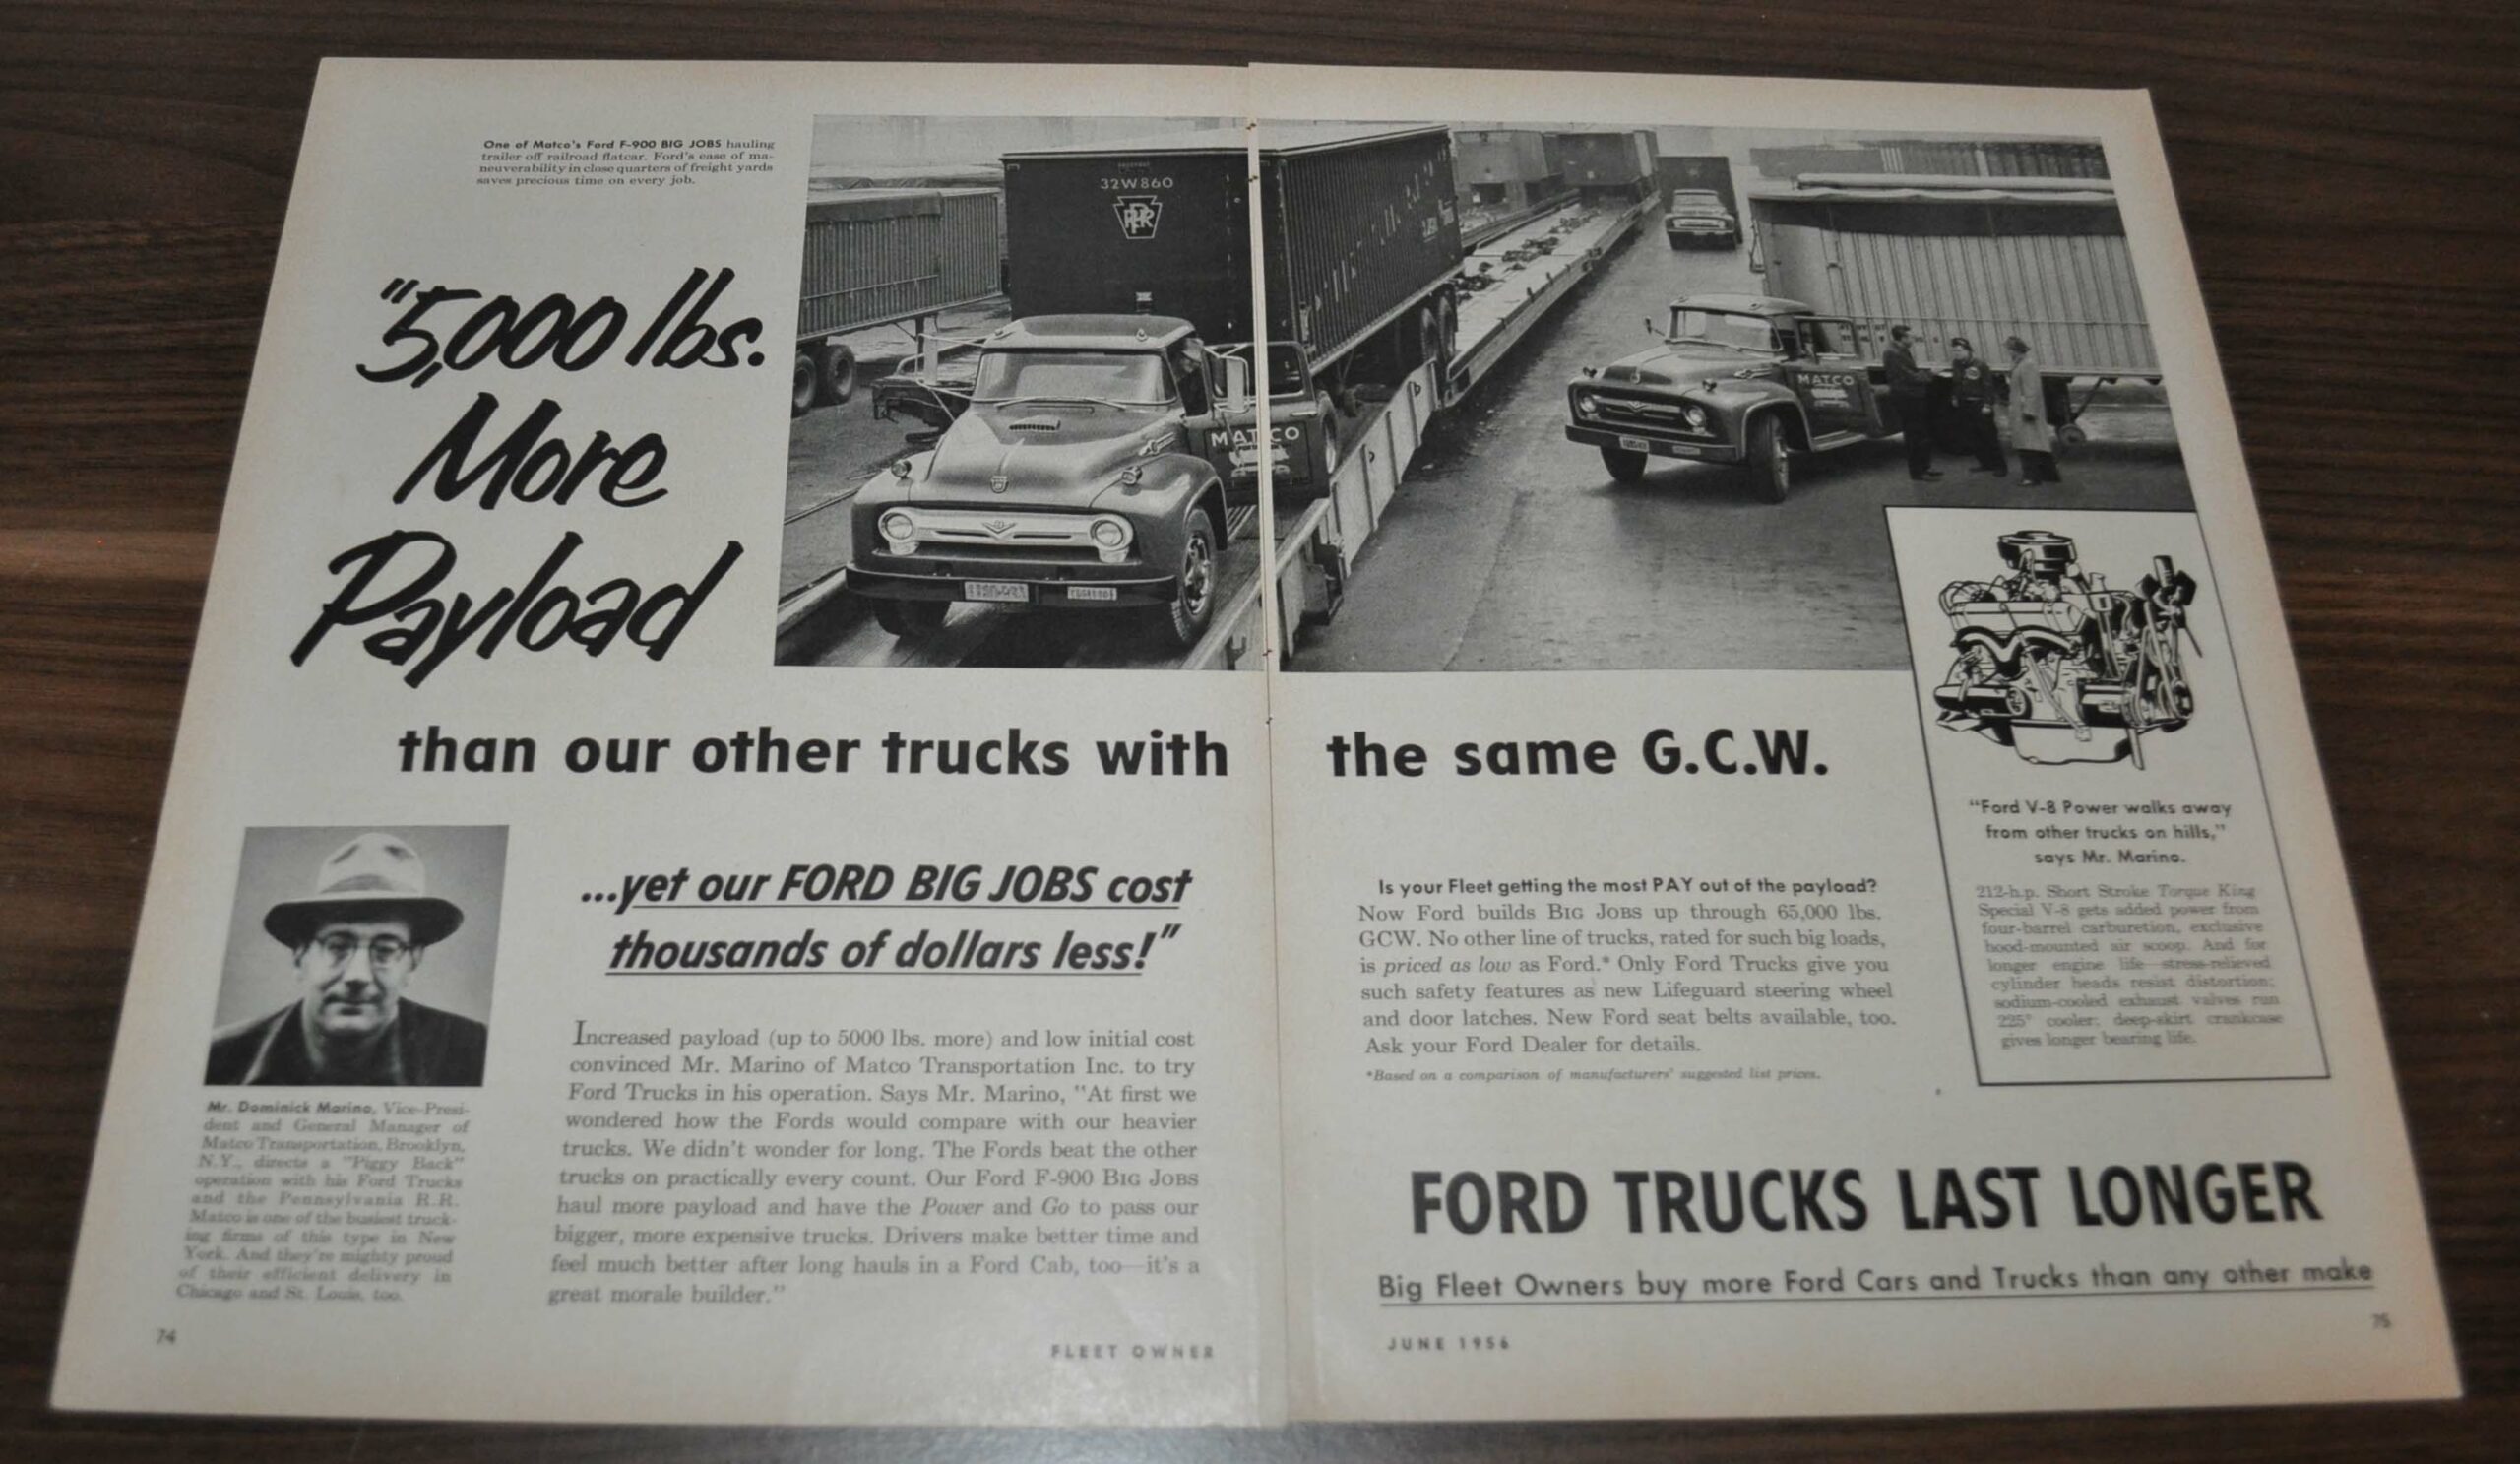 One of Matco's Ford F-900 BIG JOBS hauling
trailer off railroad flatcar. Ford's ease of ma-
neuverability in close quarters of freight yards
saves precious time on every job.
32W860
PRR
MATCO
MATCO
"5,000 lbs.
More
Payload
than our other trucks with the same G.C.W.
...yet our FORD BIG JOBS cost
thousands of dollars less!"
Mr. Dominick Marino, Vice-Presi-
dent and General Manager of
Matco Transportation, Brooklyn,
N.Y., directs a "Piggy Back"
operation with his Ford Trucks
and the Pennsylvania R.R.
Matco is one of the busiest truck-
ing firms of this type in New
York. And they're mighty proud
of their efficient delivery in
Chicago and St. Louis, too.
Increased payload (up to 5000 lbs. more) and low initial cost
convinced Mr. Marino of Matco Transportation Inc. to try
Ford Trucks in his operation. Says Mr. Marino, "At first we
wondered how the Fords would compare with our heavier
trucks. We didn't wonder for long. The Fords beat the other
trucks on practically every count. Our Ford F-900 BIG JOBS
haul more payload and have the Power and Go to pass our
bigger, more expensive trucks. Drivers make better time and
feel much better after long hauls in a Ford Cab, too—it's a
great morale builder."
74
FLEET OWNER
Is your Fleet getting the most PAY out of the payload?
Now Ford builds BIG JOBS up through 65,000 lbs.
GCW. No other line of trucks, rated for such big loads,
is priced as low as Ford.* Only Ford Trucks give you
such safety features as new Lifeguard steering wheel
and door latches. New Ford seat belts available, too.
Ask your Ford Dealer for details.
*Based on a comparison of manufacturers' suggested list prices.
"Ford V-8 Power walks away
from other trucks on hills,"
says Mr. Marino.
212-h.p. Short Stroke Torque King
Special V-8 gets added power from
four-barrel carburetion, exclusive
hood-mounted air scoop. And for
longer engine life—stress-relieved
cylinder heads resist distortion;
sodium-cooled exhaust valves run
225° cooler; deep-skirt crankcase
gives longer bearing life.
FORD TRUCKS LAST LONGER
Big Fleet Owners buy more Ford Cars and Trucks than any other make
JUNE 1956
75